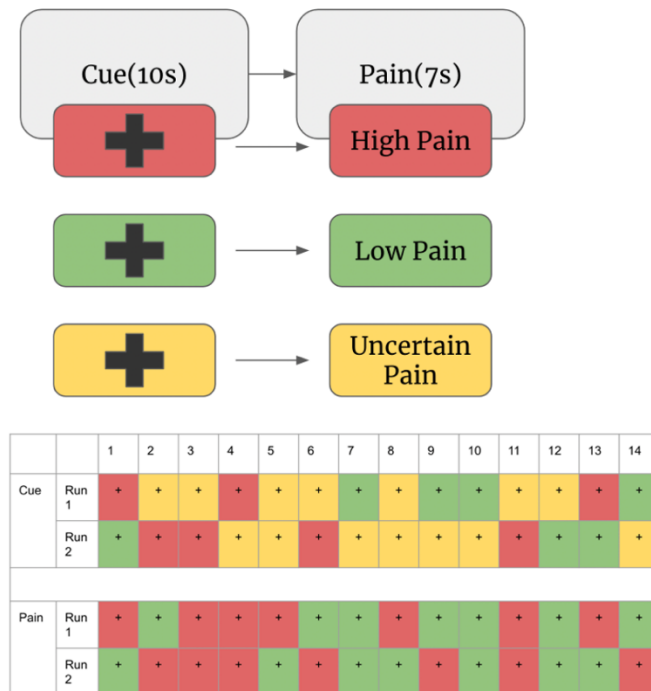 Cue(10s) Pain(7s)
High Pain
Low Pain
Uncertain
Pain
1 2 3 4 5 6 7 8 9 10 11 12 13 14
Cue Run
1 + + + + + + + + + + + + + +
Run
2 + + + + + + + + + + + + + +
Pain Run
1 + + + + + + + + + + + + + +
Run
2 + + + + + + + + + + + + + +